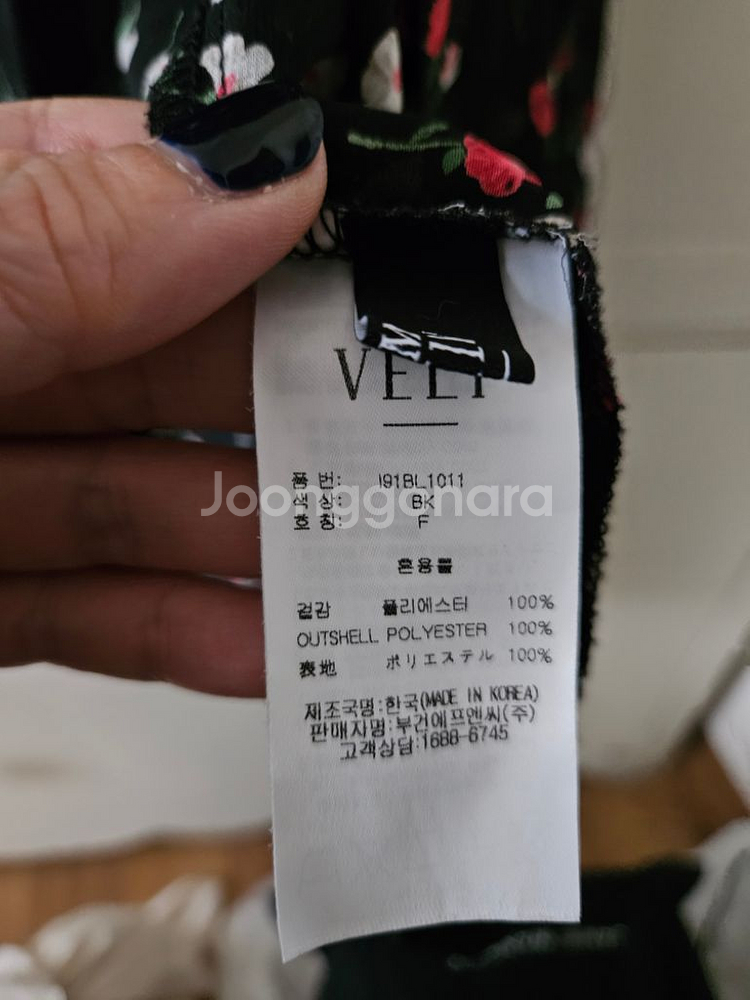 VELT
품 번: I91BL1011
색 상: BK
호 칭: F
Joonggonara
혼용률
겉감 폴리에스터 100%
OUTSHELL POLYESTER 100%
表地 ポリエステル 100%
제조국명:한국(MADE IN KOREA)
판매자명:부건에프엔씨(주)
고객상담:1688-6745